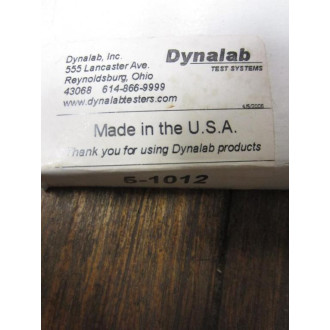 Dynalab, Inc.
555 Lancaster Ave.
Reynoldsburg, Ohio
43068 614-866-9999
www.dynalabtesters.com
Dynalab
TEST SYSTEMS
Made in the U.S.A.
Thank you for using Dynalab products
5-1012